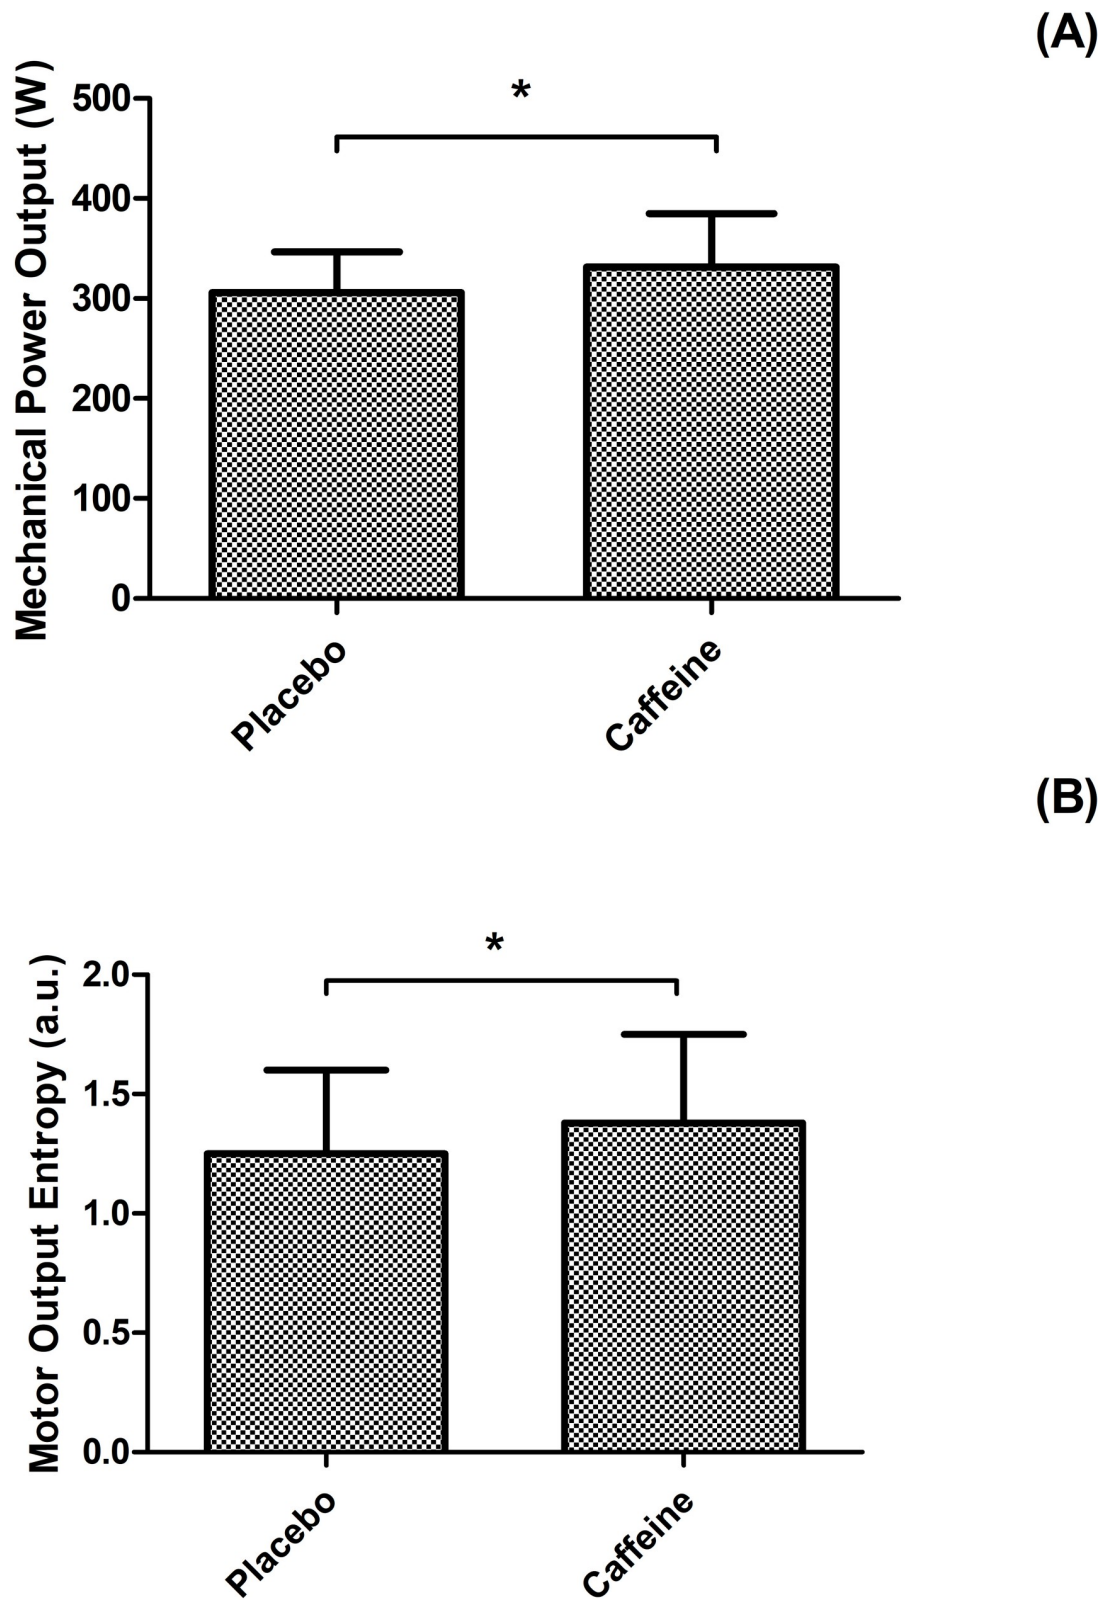 (A)
Mechanical Power Output (W)
500
*
400
300
200
100
0
Placebo
Caffeine
(B)
Motor Output Entropy (a.u.)
*
2.0
1.5
1.0
0.5
0.0
Placebo
Caffeine